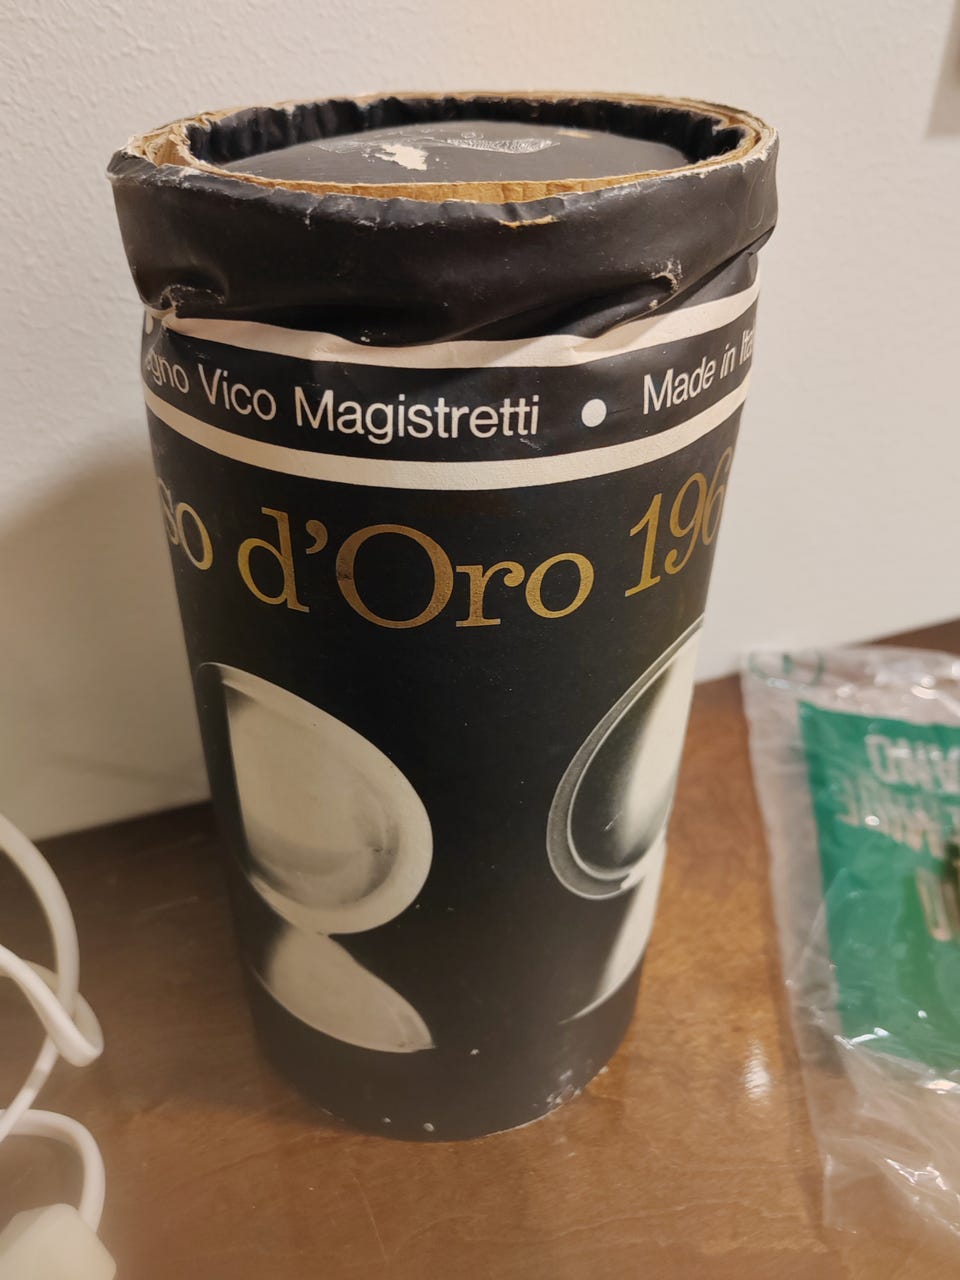 gno Vico Magistretti • Made in Ita
so d'Oro 196